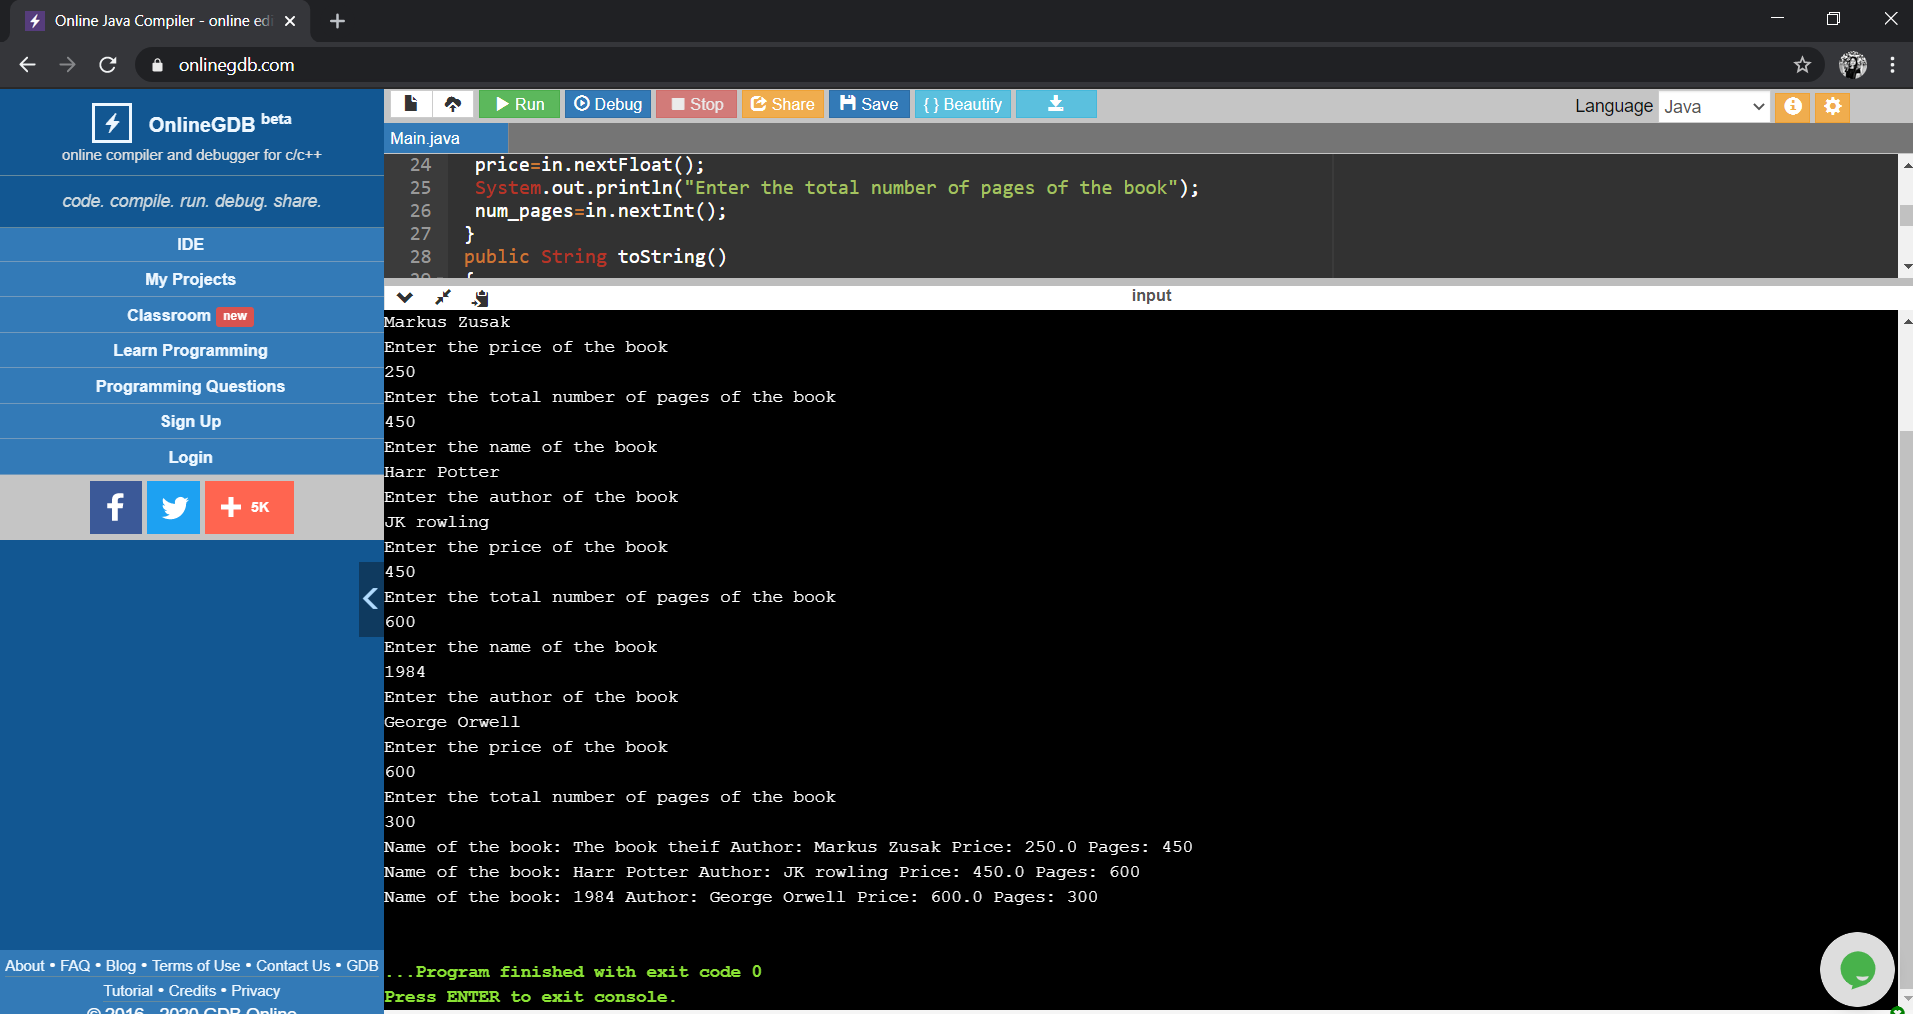 Online Java Compiler - online edi
onlinegdb.com
OnlineGDB beta
online compiler and debugger for c/c++
code. compile. run. debug. share.
IDE
My Projects
Classroom new
Learn Programming
Programming Questions
Sign Up
Login
f
5K
About • FAQ • Blog • Terms of Use • Contact Us • GDB
Tutorial • Credits • Privacy
© 2016 - 2020 GDB Online
Run Debug Stop Share Save { } Beautify
Language Java
Main.java
24 price=in.nextFloat();
25 System.out.println("Enter the total number of pages of the book");
26 num_pages=in.nextInt();
27 }
28 public String toString()
29 {
input
Markus Zusak
Enter the price of the book
250
Enter the total number of pages of the book
450
Enter the name of the book
Harr Potter
Enter the author of the book
JK rowling
Enter the price of the book
450
Enter the total number of pages of the book
600
Enter the name of the book
1984
Enter the author of the book
George Orwell
Enter the price of the book
600
Enter the total number of pages of the book
300
Name of the book: The book theif Author: Markus Zusak Price: 250.0 Pages: 450
Name of the book: Harr Potter Author: JK rowling Price: 450.0 Pages: 600
Name of the book: 1984 Author: George Orwell Price: 600.0 Pages: 300
...Program finished with exit code 0
Press ENTER to exit console.